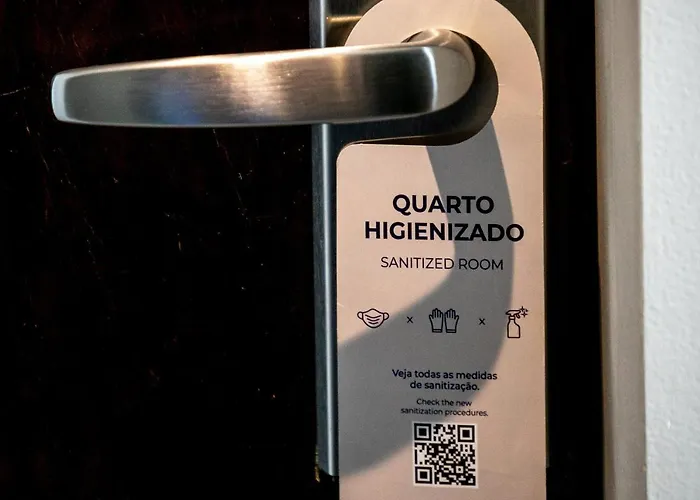 QUARTO
HIGIENIZADO
SANITIZED ROOM
x x
Veja todas as medidas
de sanitização.
Check the new
sanitization procedures.